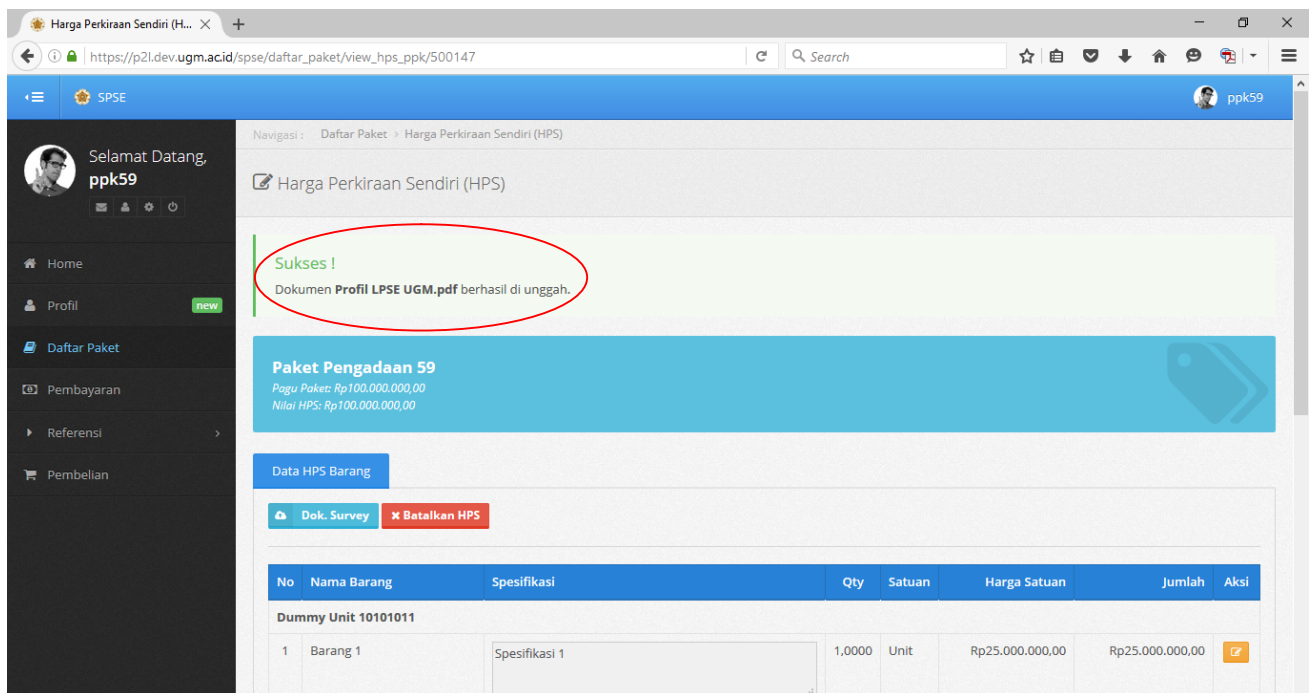 Harga Perkiraan Sendiri (H...
https://p2l.dev.ugm.ac.id/spse/daftar_paket/view_hps_ppk/500147
Search
SPSE
ppk59
Selamat Datang,
ppk59
Home
Profil
new
Daftar Paket
Pembayaran
Referensi
Pembelian
Navigasi : Daftar Paket > Harga Perkiraan Sendiri (HPS)
Harga Perkiraan Sendiri (HPS)
Sukses !
Dokumen Profil LPSE UGM.pdf berhasil di unggah.
Paket Pengadaan 59
Pagu Paket: Rp100.000.000,00
Nilai HPS: Rp100.000.000,00
Data HPS Barang
Dok. Survey
Batalkan HPS
No Nama Barang Spesifikasi Qty Satuan Harga Satuan Jumlah Aksi
Dummy Unit 10101011
1 Barang 1 Spesifikasi 1 1,0000 Unit Rp25.000.000,00 Rp25.000.000,00